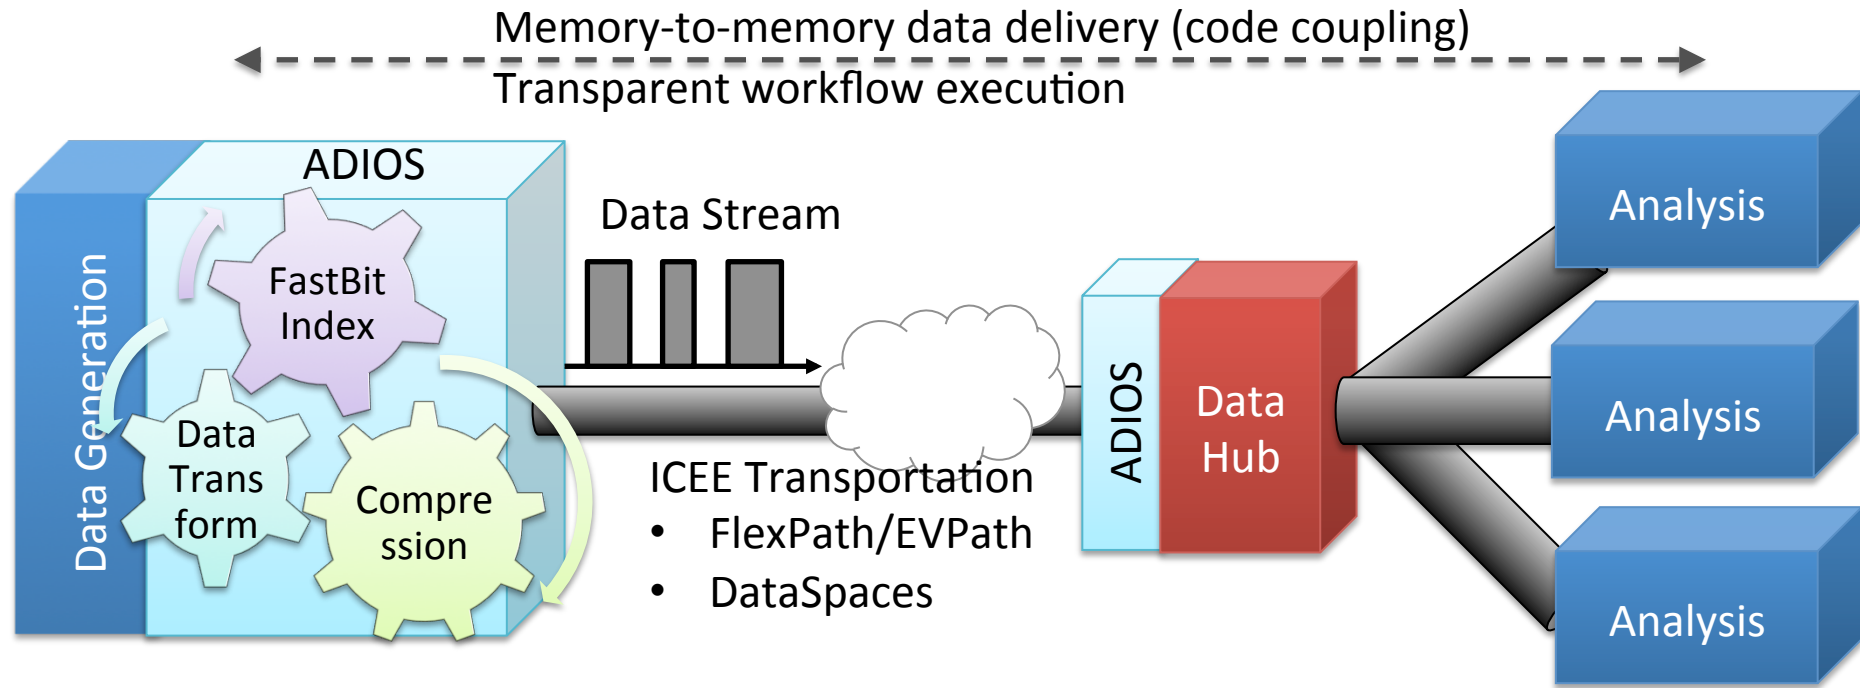 Memory-to-memory data delivery (code coupling)
Transparent workflow execution
Data Generation
ADIOS
FastBit
Index
Data
Trans
form
Compre
ssion
Data Stream
ICEE Transportation
• FlexPath/EVPath
• DataSpaces
ADIOS
Data
Hub
Analysis
Analysis
Analysis